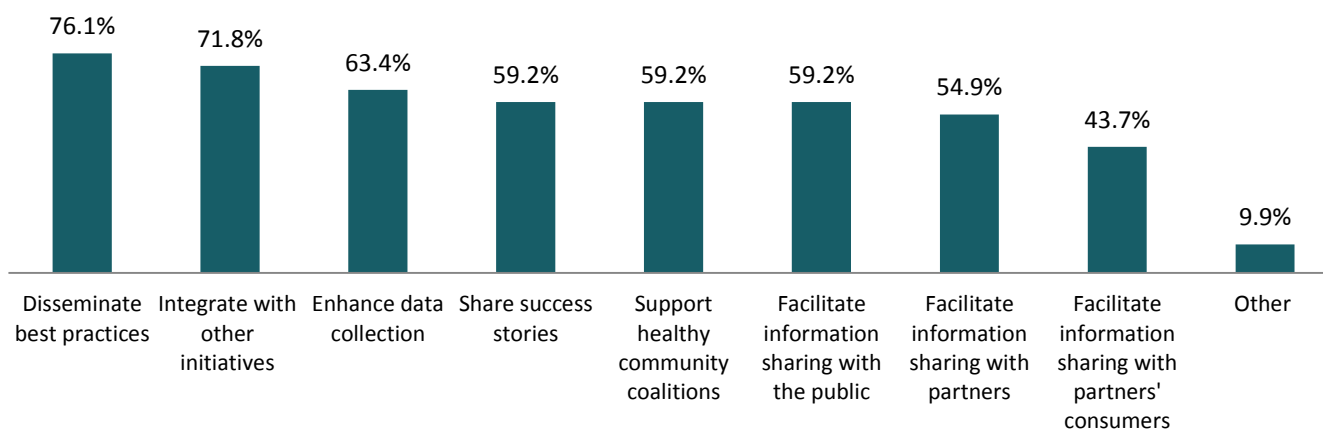 76.1%
71.8%
63.4%
59.2%
59.2%
59.2%
54.9%
43.7%
9.9%
Disseminate
best practices
Integrate with
other
initiatives
Enhance data
collection
Share success
stories
Support
healthy
community
coalitions
Facilitate
information
sharing with
the public
Facilitate
information
sharing with
partners
Facilitate
information
sharing with
partners'
consumers
Other